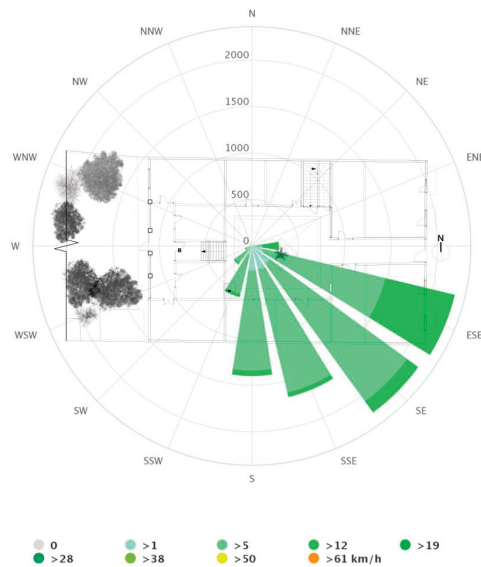 N
NNW
NNE
2000
NW
NE
1500
WNW
1000
ENE
500
0
W
B
N
WSW
ESE
SW
SE
SSW
SSE
S
0 >1 >5 >12 >19
>28 >38 >50 >61 km/h